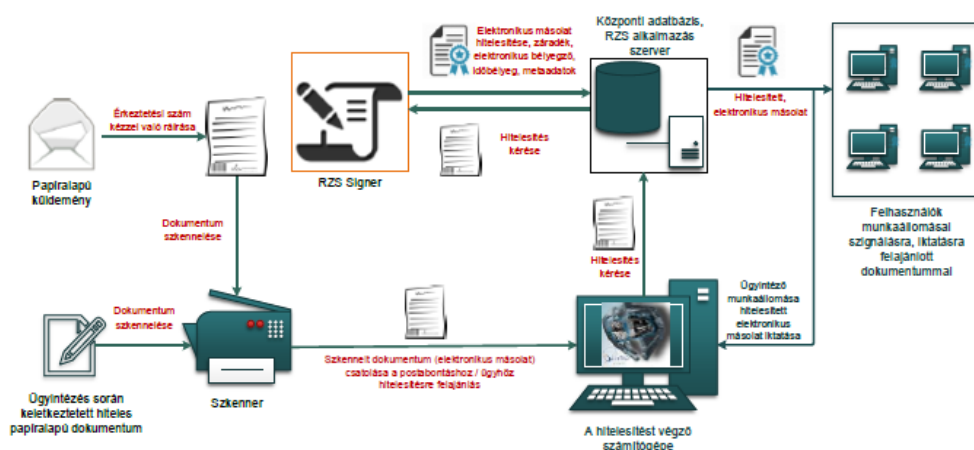 Elektronikus másolat
hitelesítése, záradék,
elektronikus bélyegző,
időbélyeg, metaadatok
Központi adatbázis,
RZS alkalmazás
szerver
Érkeztetési szám
kézzel való ráírása
Hitelesítés
kérése
Hitelesített,
elektronikus másolat
Papíralapú
küldemény
RZS Signer
Dokumentum
szkennelése
Hitelesítés
kérése
Felhasználók
munkaállomásai
szignálásra, iktatásra
felajánlott
dokumentummal
Dokumentum
szkennelése
Ügyintéző
munkaállomása
hitelesített
elektronikus
másolat iktatása
Szkennelt dokumentum (elektronikus másolat)
csatolása a postabontáshoz / ügyhöz
hitelesítésre felajánlás
Ügyintézés során
keletkeztetett hiteles
papíralapú dokumentum
Szkenner
A hitelesítést végző
számítógépe